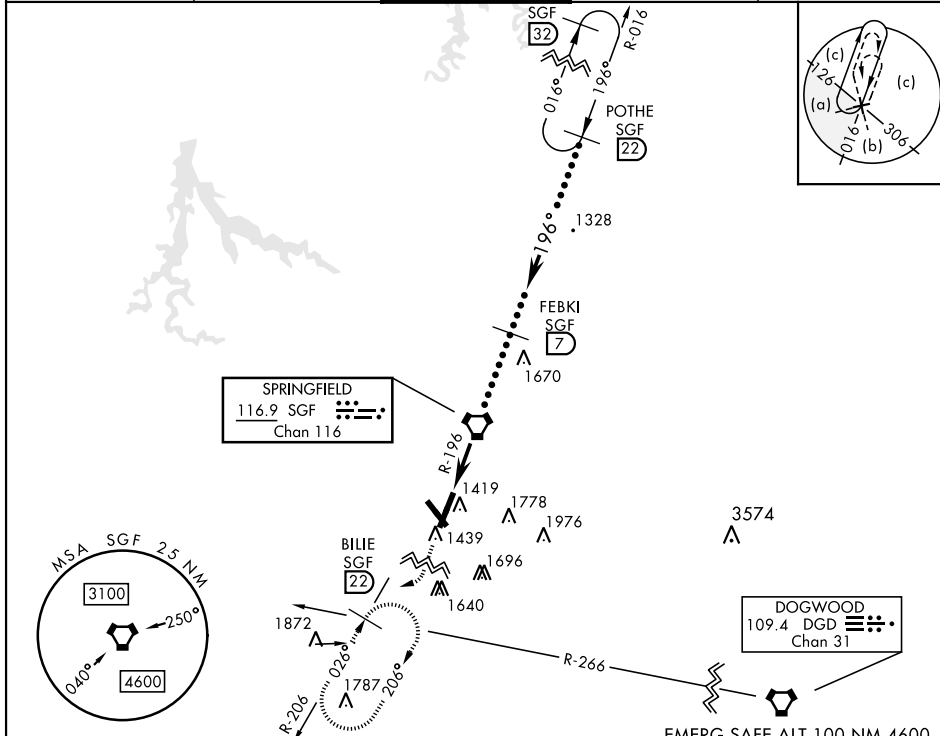 SGF
32
R-016
016°
196°
POTHE
SGF
22
(c)
126
(c)
(a)
016
(b)
306
1328
196°
FEBKI
SGF
7
1670
SPRINGFIELD
116.9 SGF
Chan 116
R-196
1419
1778
3574
1439
1976
BILIE
SGF
22
1696
1640
MSA SGF 25 NM
3100
250°
040°
4600
1872
026°
206°
1787
R-206
R-266
DOGWOOD
109.4 DGD
Chan 31
EMERG SAFE ALT 100 NM 4600